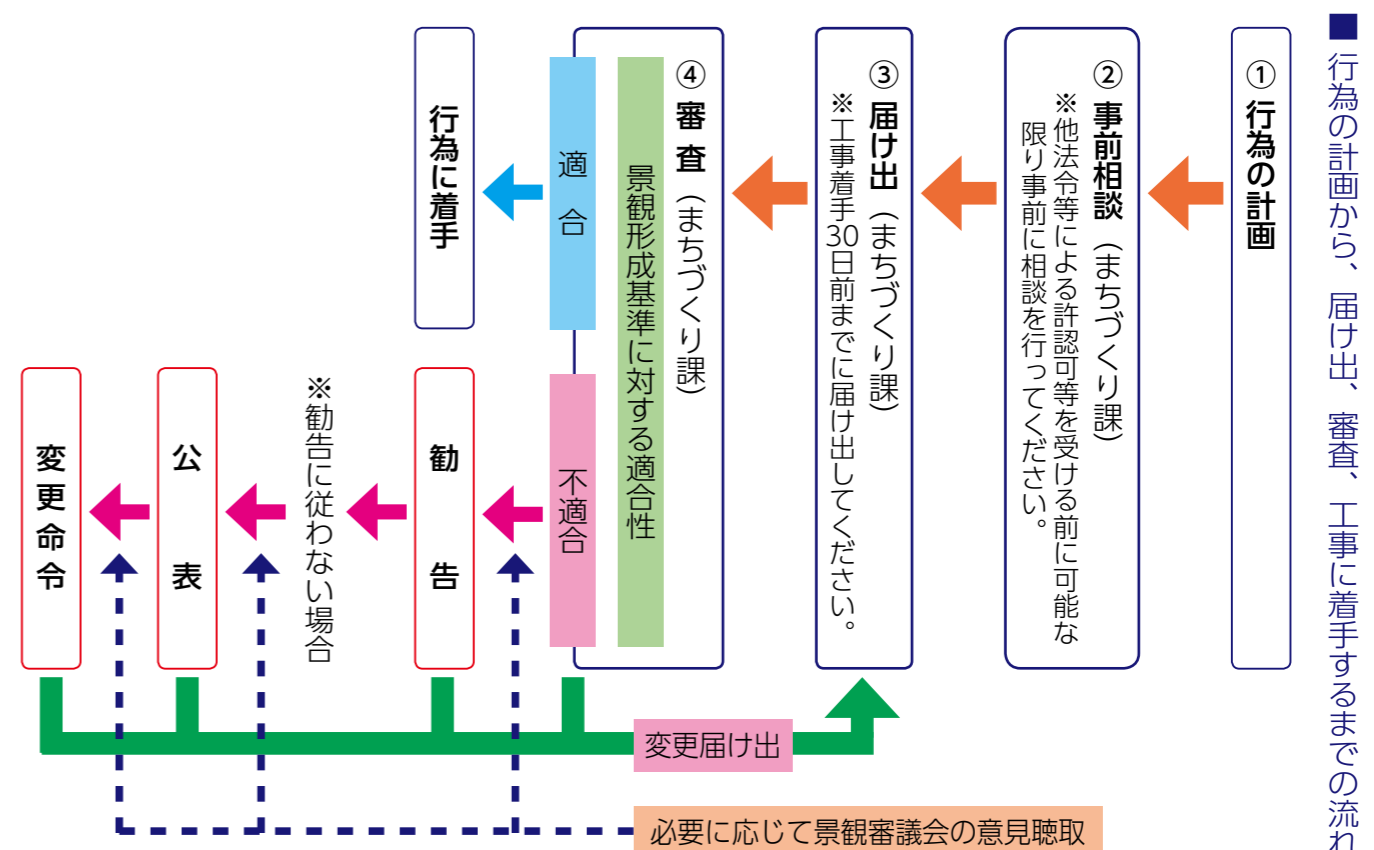 ■ 行為の計画から、届け出、審査、工事に着手するまでの流れ
① 行為の計画
② 事前相談（まちづくり課）
※他法令等による許認可等を受ける前に可能な
限り事前に相談を行ってください。
③ 届け出（まちづくり課）
※工事着手30日前までに届け出してください。
④ 審査（まちづくり課）
景観形成基準に対する適合性
適合
不適合
行為に着手
勧告
※勧告に従わない場合
公表
変更命令
変更届け出
必要に応じて景観審議会の意見聴取